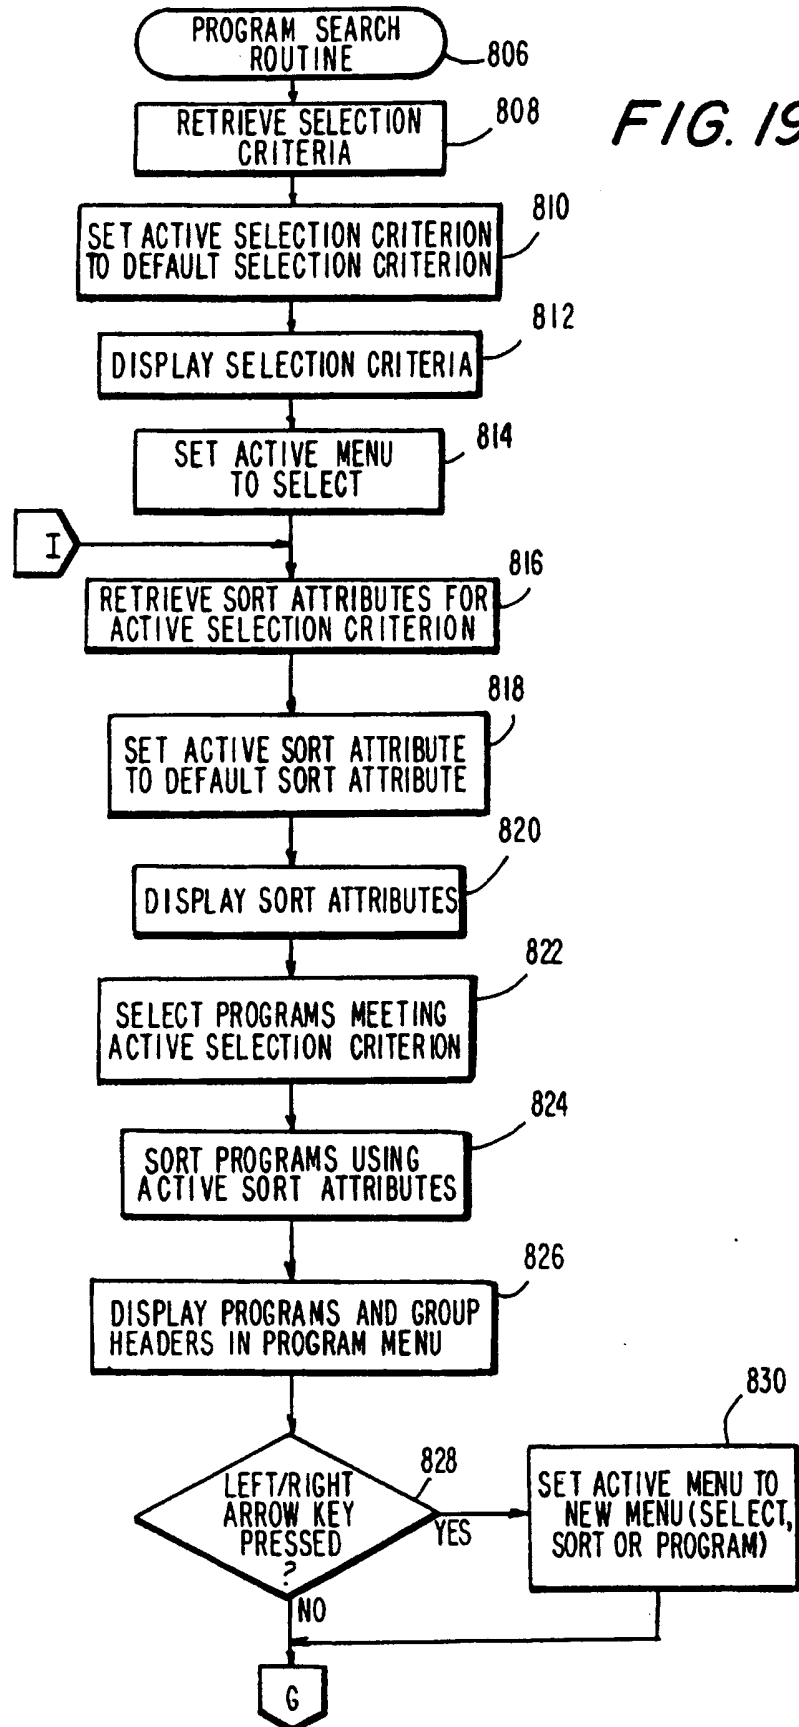 PROGRAM SEARCH
ROUTINE
806
FIG. 19
RETRIEVE SELECTION
CRITERIA
808
SET ACTIVE SELECTION CRITERION
TO DEFAULT SELECTION CRITERION
810
DISPLAY SELECTION CRITERIA
812
SET ACTIVE MENU
TO SELECT
814
I
RETRIEVE SORT ATTRIBUTES FOR
ACTIVE SELECTION CRITERION
816
SET ACTIVE SORT ATTRIBUTE
TO DEFAULT SORT ATTRIBUTE
818
DISPLAY SORT ATTRIBUTES
820
SELECT PROGRAMS MEETING
ACTIVE SELECTION CRITERION
822
SORT PROGRAMS USING
ACTIVE SORT ATTRIBUTES
824
DISPLAY PROGRAMS AND GROUP
HEADERS IN PROGRAM MENU
826
LEFT/RIGHT
ARROW KEY
PRESSED
?
828
YES
NO
SET ACTIVE MENU TO
NEW MENU (SELECT,
SORT OR PROGRAM)
830
G